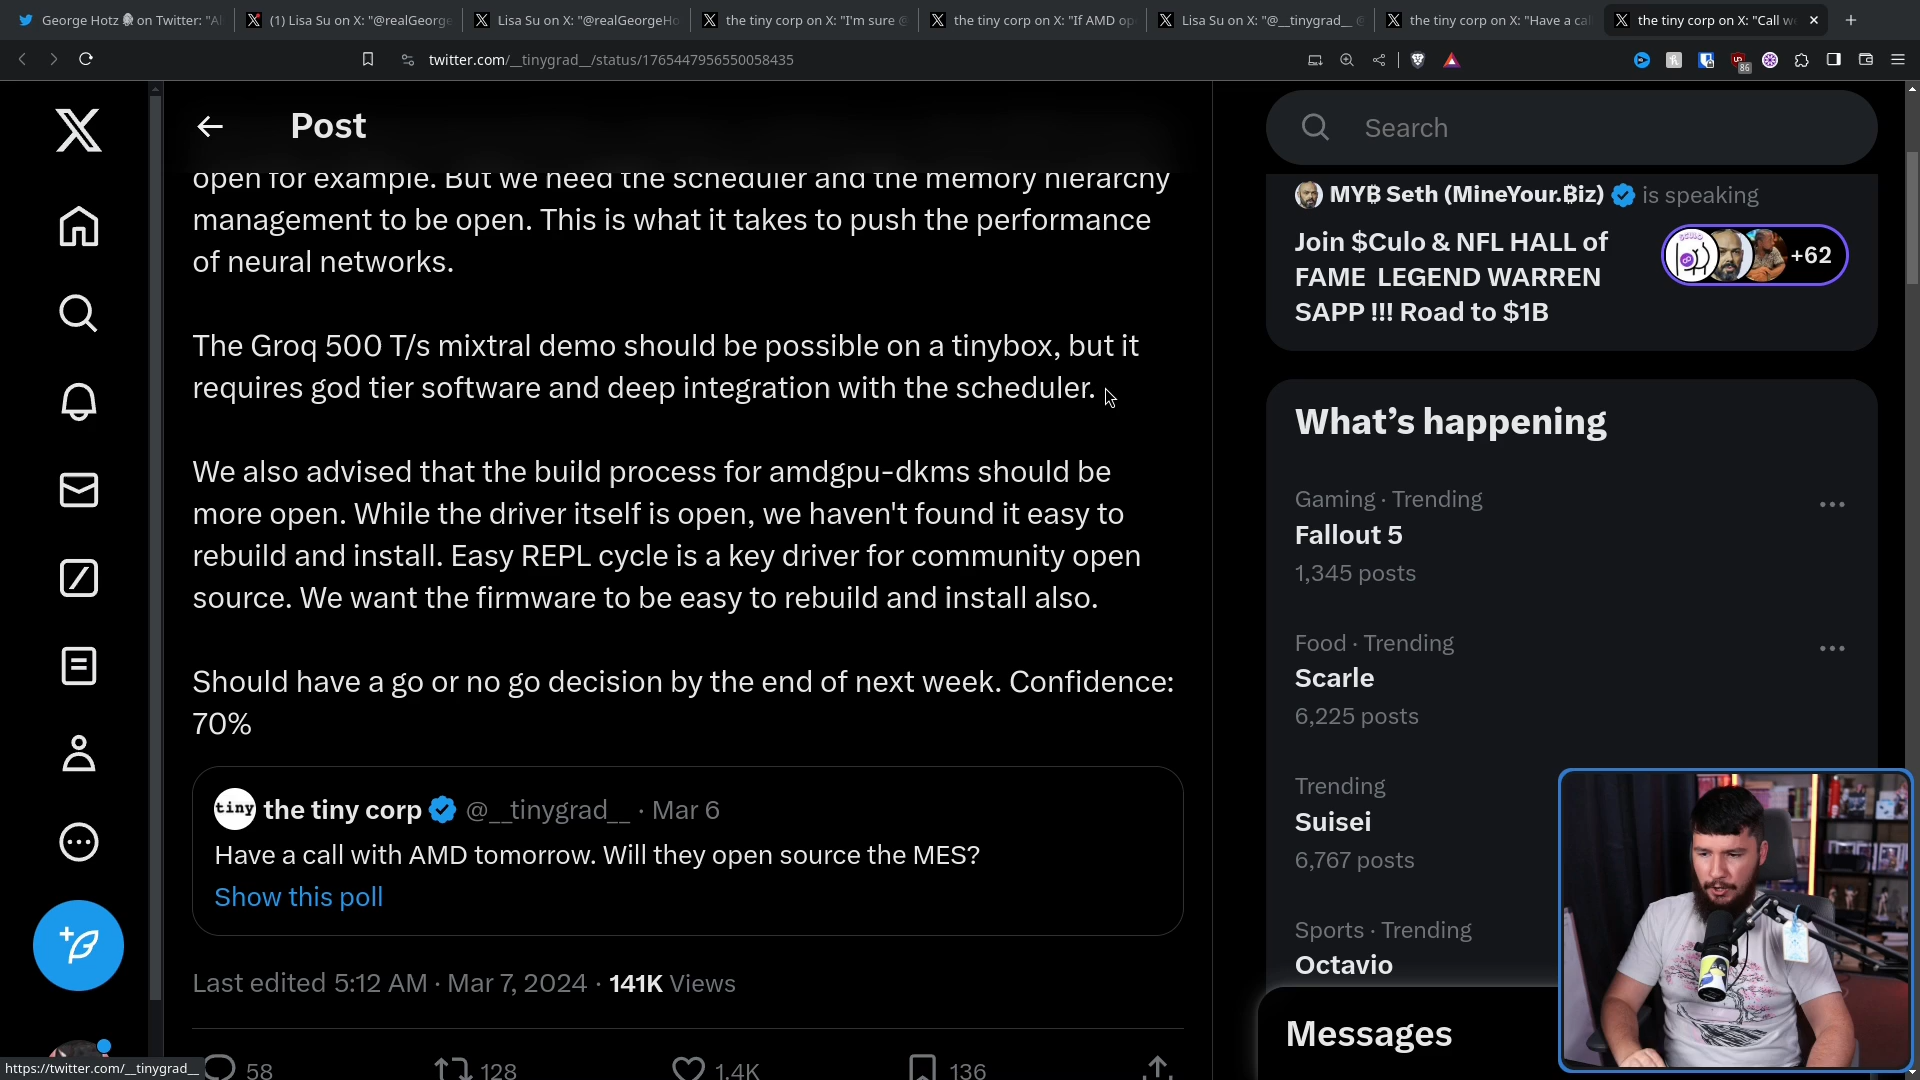 George Hotz 🌑 on Twitter: "A
(1) Lisa Su on X: "@realGeorge
Lisa Su on X: "@realGeorgeHo
the tiny corp on X: "I'm sure @
the tiny corp on X: "If AMD op
Lisa Su on X: "@__tinygrad__ @
the tiny corp on X: "Have a ca
the tiny corp on X: "Call we
twitter.com/__tinygrad__/status/1765447956550058435
86
Post
open for example. But we need the scheduler and the memory hierarchy
management to be open. This is what it takes to push the performance
of neural networks.
The Groq 500 T/s mixtral demo should be possible on a tinybox, but it
requires god tier software and deep integration with the scheduler.
We also advised that the build process for amdgpu-dkms should be
more open. While the driver itself is open, we haven't found it easy to
rebuild and install. Easy REPL cycle is a key driver for community open
source. We want the firmware to be easy to rebuild and install also.
Should have a go or no go decision by the end of next week. Confidence:
70%
tiny
the tiny corp @__tinygrad__ · Mar 6
Have a call with AMD tomorrow. Will they open source the MES?
Show this poll
Last edited 5:12 AM · Mar 7, 2024 · 141K Views
58
128
1.4K
136
https://twitter.com/__tinygrad__
Search
MY₿ Seth (MineYour.₿iz) is speaking
Join $Culo & NFL HALL of
FAME LEGEND WARREN
SAPP !!! Road to $1B
+62
What's happening
Gaming · Trending
Fallout 5
1,345 posts
Food · Trending
Scarle
6,225 posts
Trending
Suisei
6,767 posts
Sports · Trending
Octavio
Messages